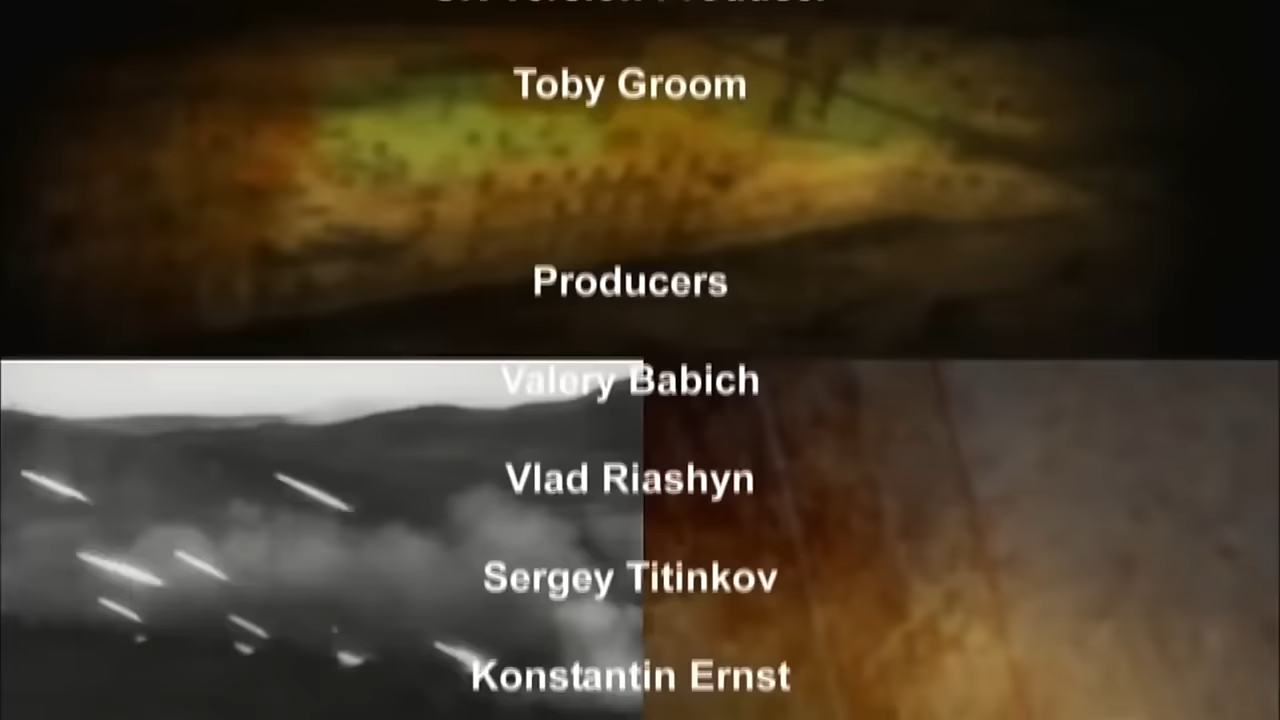 Toby Groom
Producers
Valery Babich
Vlad Riashyn
Sergey Titinkov
Konstantin Ernst